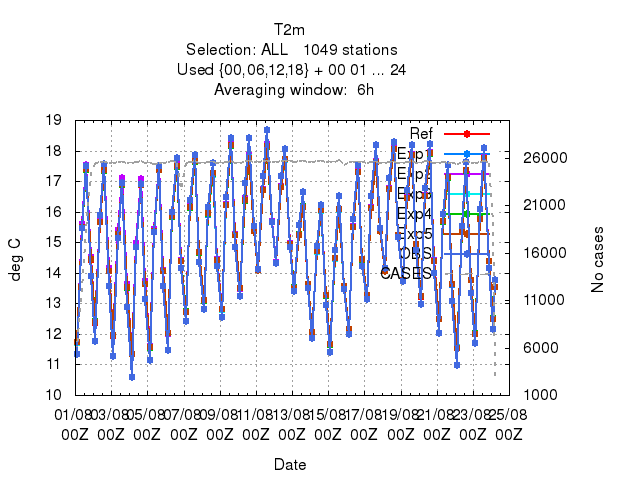 T2m
Selection: ALL 1049 stations
Used {00,06,12,18} + 00 01 ... 24
Averaging window: 6h
19
18
17
16
15
14
13
12
11
10
deg C
26000
21000
16000
11000
6000
1000
No cases
Ref
Exp1
Exp2
Exp3
Exp4
Exp5
OBS
CASES
01/08 03/08 05/08 07/08 09/08 11/08 13/08 15/08 17/08 19/08 21/08 23/08 25/08
00Z 00Z 00Z 00Z 00Z 00Z 00Z 00Z 00Z 00Z 00Z 00Z 00Z
Date